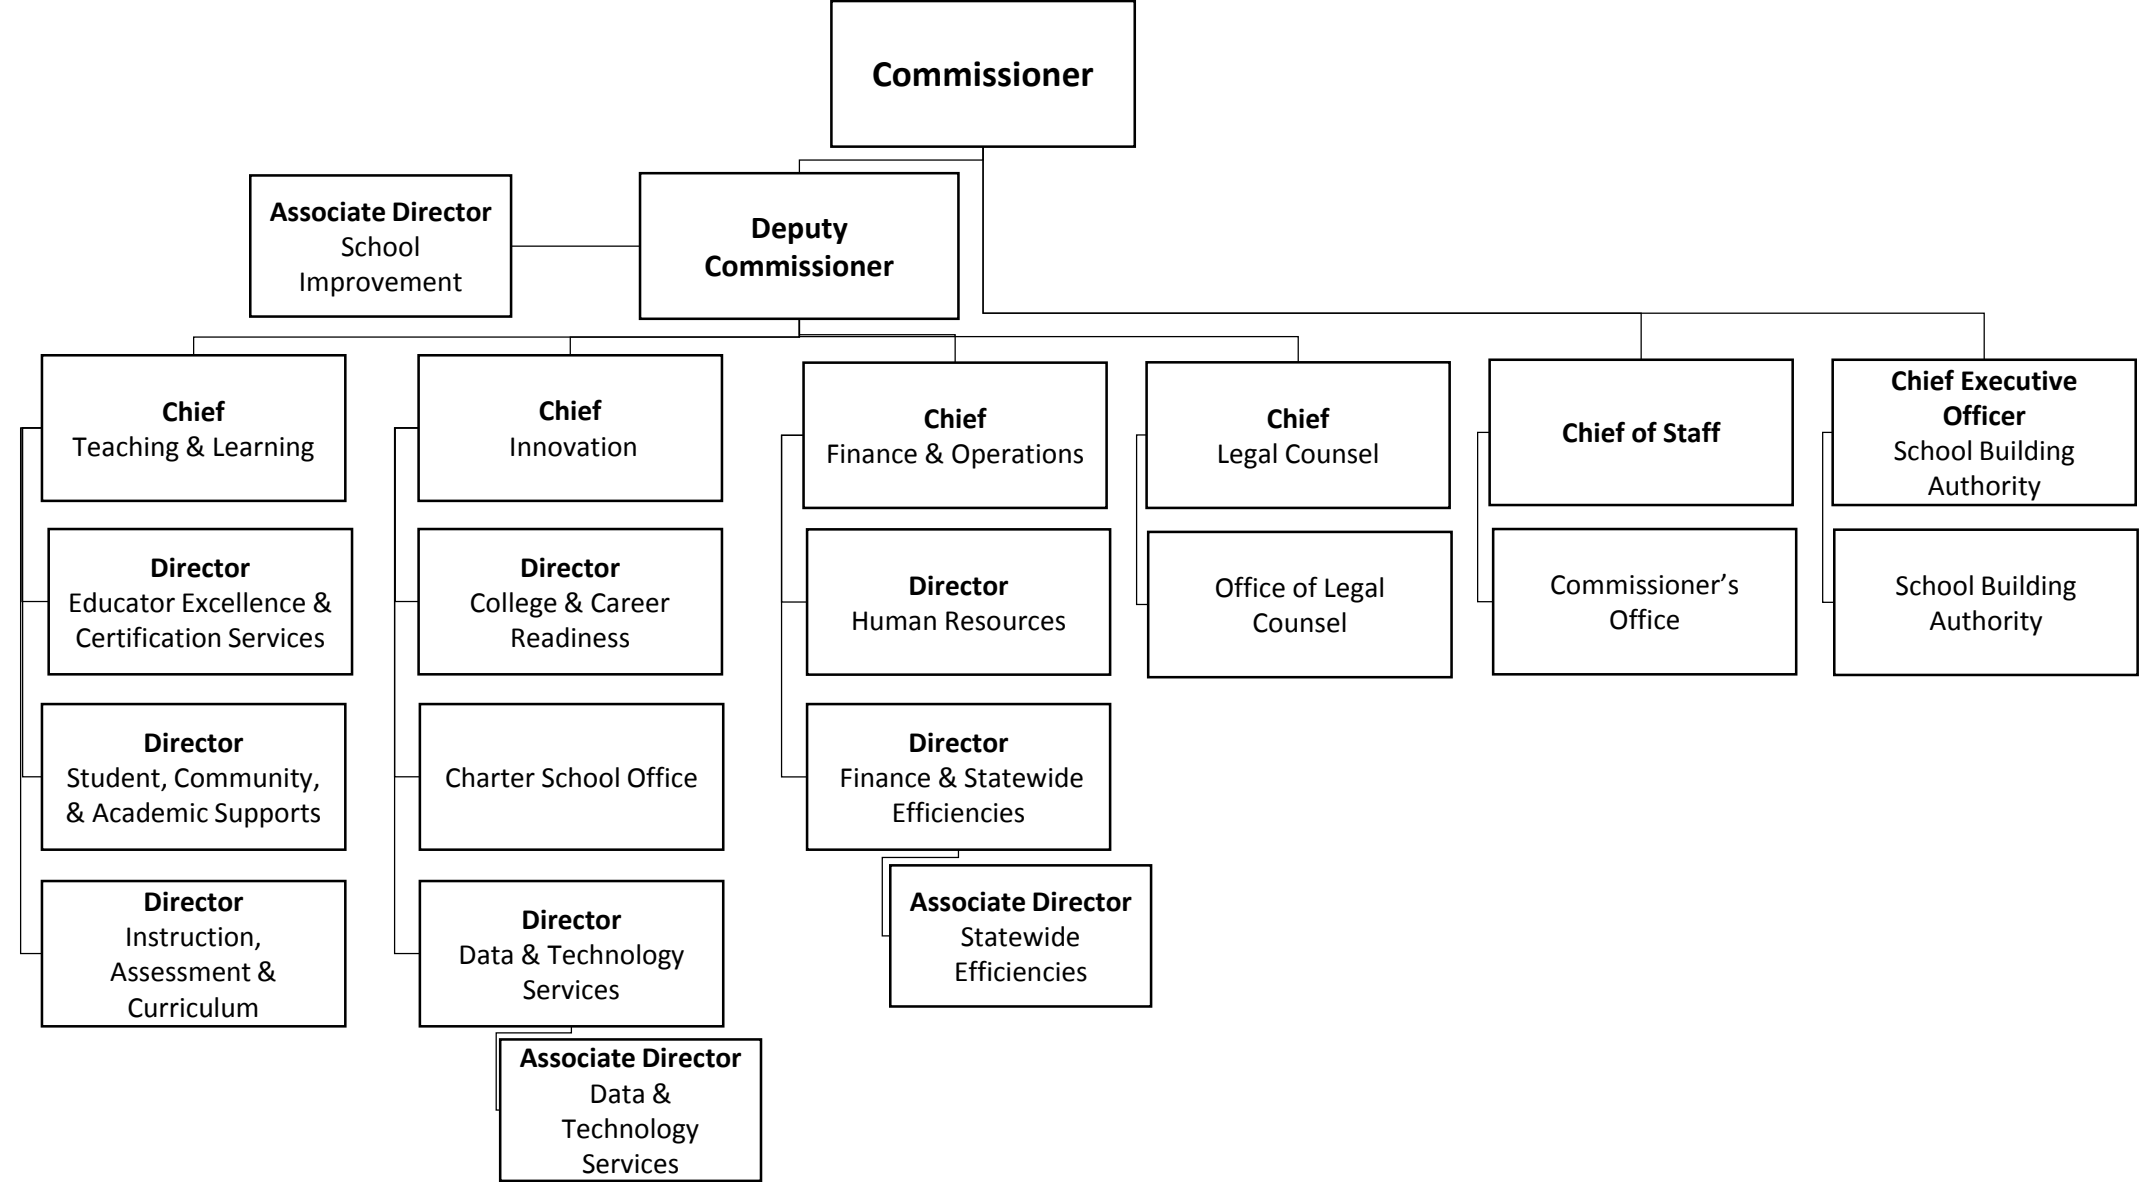 Commissioner
Associate Director
School
Improvement
Deputy
Commissioner
Chief
Teaching & Learning
Chief
Innovation
Chief
Finance & Operations
Chief
Legal Counsel
Chief of Staff
Chief Executive
Officer
School Building
Authority
Director
Educator Excellence &
Certification Services
Director
College & Career
Readiness
Director
Human Resources
Office of Legal
Counsel
Commissioner’s
Office
School Building
Authority
Director
Student, Community,
& Academic Supports
Charter School Office
Director
Finance & Statewide
Efficiencies
Director
Instruction,
Assessment &
Curriculum
Director
Data & Technology
Services
Associate Director
Statewide
Efficiencies
Associate Director
Data &
Technology
Services